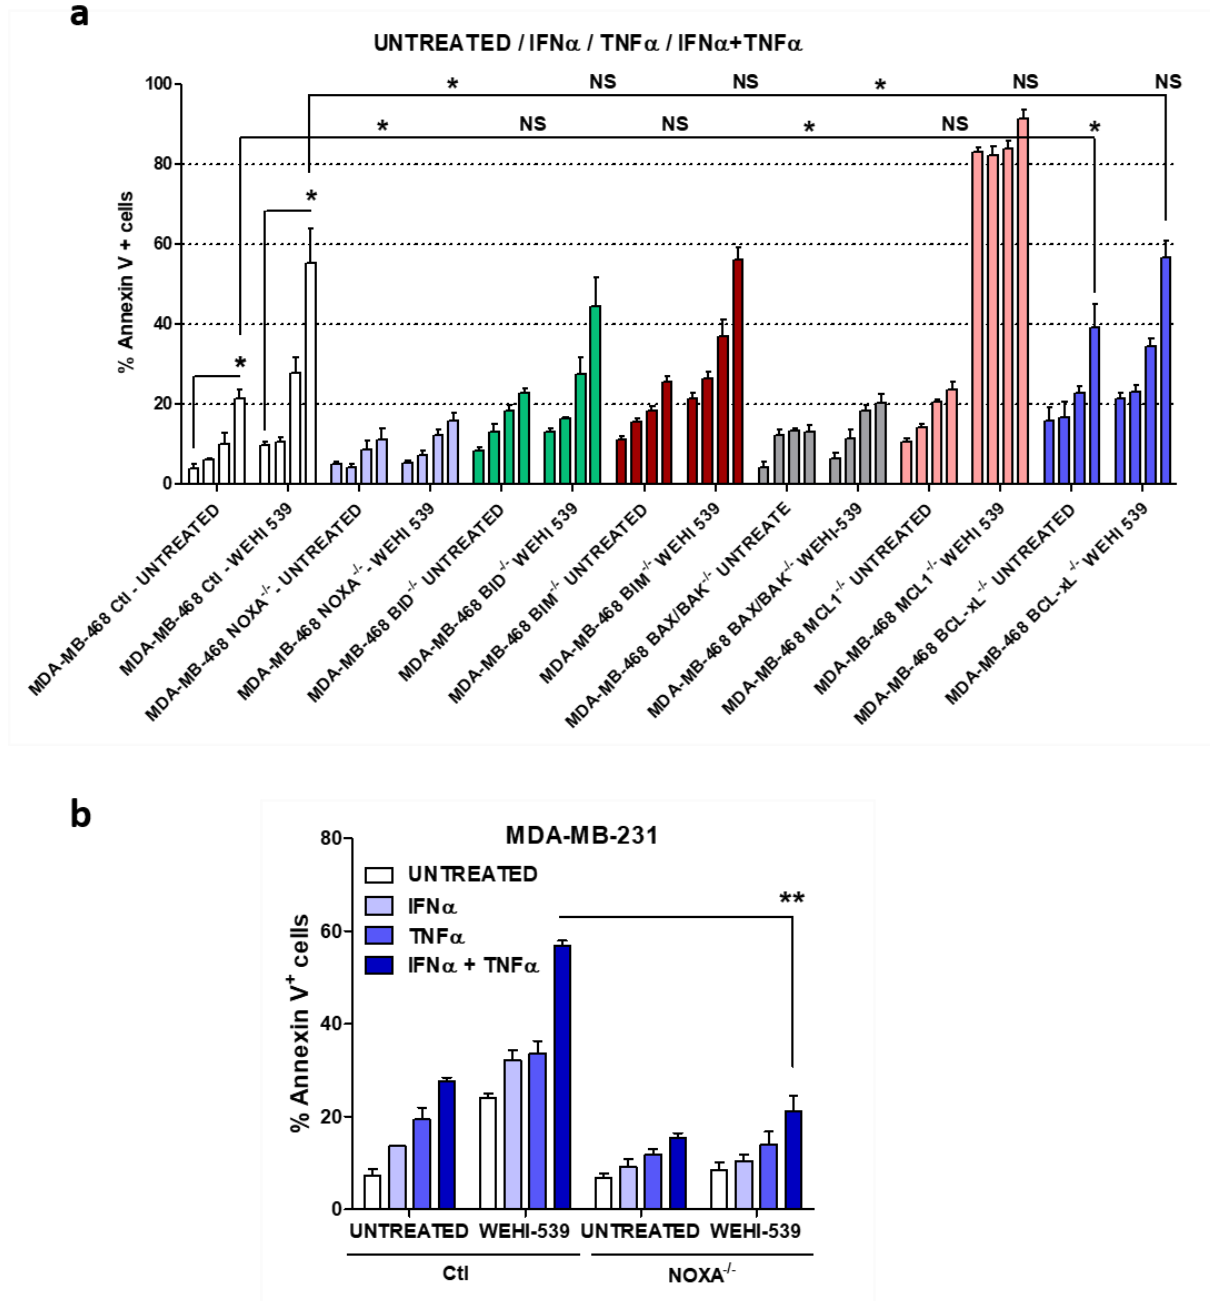 a
UNTREATED / IFNα / TNFα / IFNα+TNFα
100
80
60
40
20
0
% Annexin V + cells
* NS NS * NS NS
* NS NS * NS *
*
*
MDA-MB-468 Ctl - UNTREATED
MDA-MB-468 Ctl - WEHI 539
MDA-MB-468 NOXA-/- - UNTREATED
MDA-MB-468 NOXA-/- - WEHI 539
MDA-MB-468 BID-/- UNTREATED
MDA-MB-468 BID-/- WEHI 539
MDA-MB-468 BIM-/- UNTREATED
MDA-MB-468 BIM-/- WEHI 539
MDA-MB-468 BAX/BAK-/- UNTREATE
MDA-MB-468 BAX/BAK-/- WEHI-539
MDA-MB-468 MCL1-/- UNTREATED
MDA-MB-468 MCL1-/- WEHI 539
MDA-MB-468 BCL-xL-/- UNTREATED
MDA-MB-468 BCL-xL-/- WEHI 539
b
MDA-MB-231
80
60
40
20
0
% Annexin V+ cells
UNTREATED
IFNα
TNFα
IFNα + TNFα
**
UNTREATED WEHI-539 UNTREATED WEHI-539
Ctl NOXA-/-